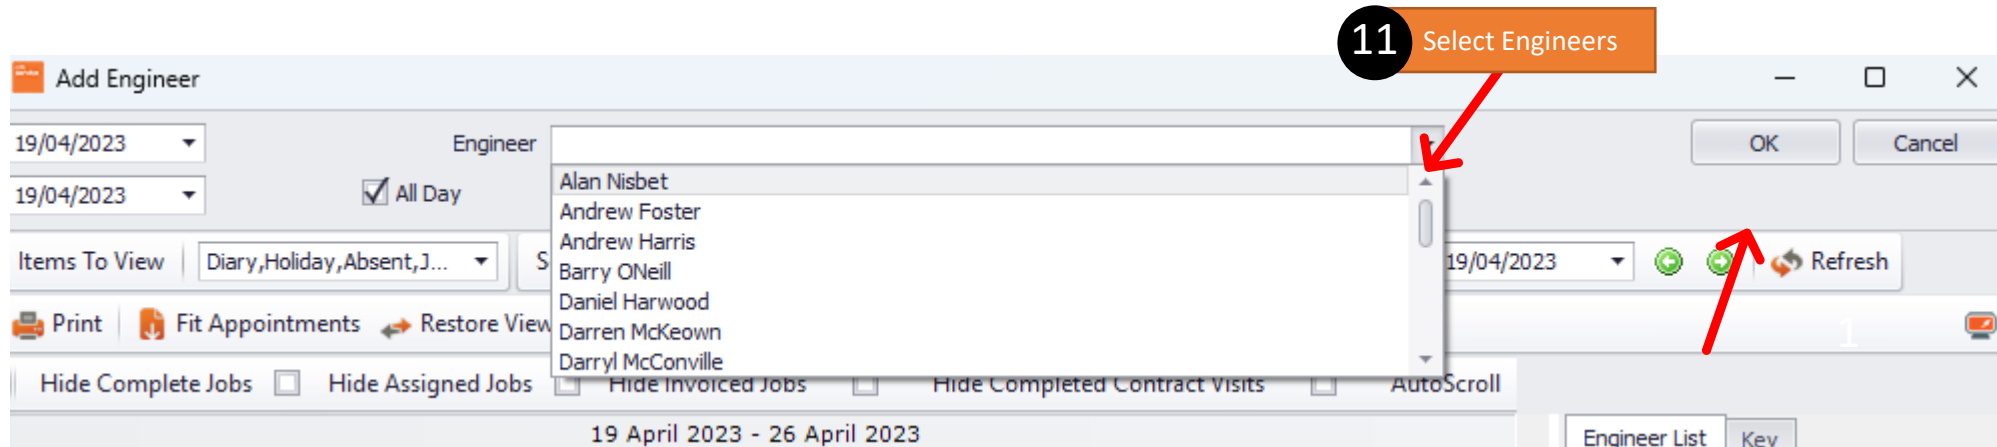 11 Select Engineers
Add Engineer
19/04/2023 Engineer OK Cancel
19/04/2023 All Day
Alan Nisbet
Andrew Foster
Andrew Harris
Barry ONeill
Daniel Harwood
Darren McKeown
Darryl McConville
Items To View Diary,Holiday,Absent,J... S 19/04/2023 Refresh
Print Fit Appointments Restore View 1
Hide Complete Jobs Hide Assigned Jobs Hide Invoiced Jobs Hide Completed Contract Visits AutoScroll
19 April 2023 - 26 April 2023 Engineer List Key